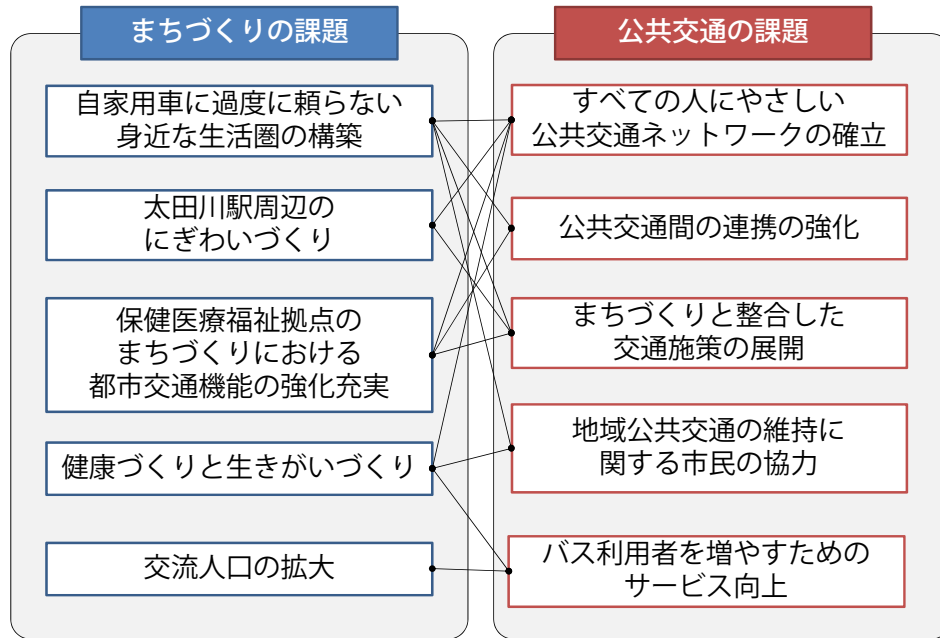 まちづくりの課題
自家用車に過度に頼らない
身近な生活圏の構築
太田川駅周辺の
にぎわいづくり
保健医療福祉拠点の
まちづくりにおける
都市交通機能の強化充実
健康づくりと生きがいづくり
交流人口の拡大
公共交通の課題
すべての人にやさしい
公共交通ネットワークの確立
公共交通間の連携の強化
まちづくりと整合した
交通施策の展開
地域公共交通の維持に
関する市民の協力
バス利用者を増やすための
サービス向上